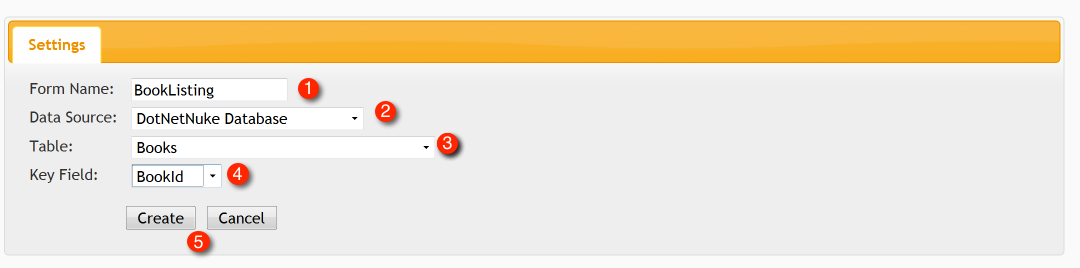 Settings
Form Name: BookListing 1
Data Source: DotNetNuke Database 2
Table: Books 3
Key Field: BookId 4
Create Cancel
5